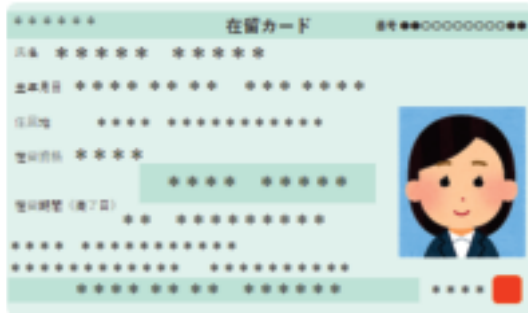 ****** 在留カード 番号●●○○○○○○○○●●
氏名 ***** *****
生年月日 **** ** ** *** ****
住居地 **** ***********
在留資格 ****
**** *****
在留期間(満了日)
** *********
**** ***********
************ **********
**** ** ** ******
****